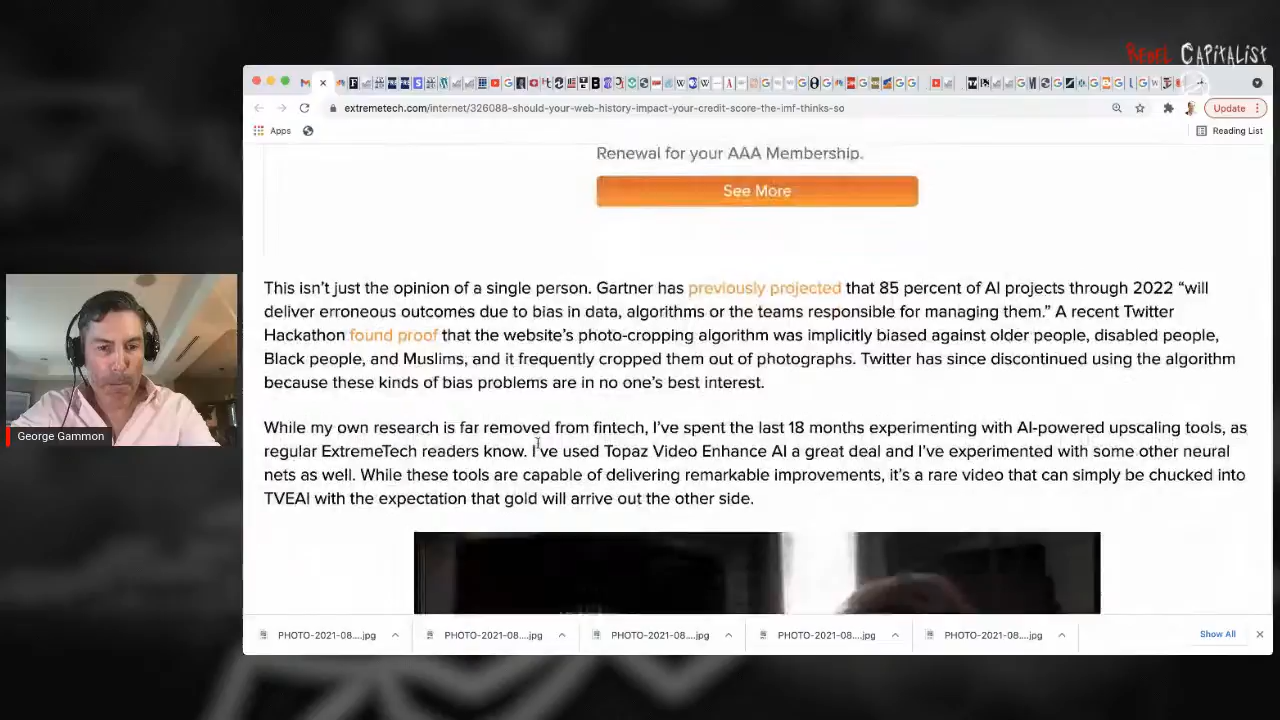 REBEL CAPITALIST
extremetech.com/internet/326088-should-your-web-history-impact-your-credit-score-the-imf-thinks-so
Update
Apps
Reading List
Renewal for your AAA Membership.
See More
This isn't just the opinion of a single person. Gartner has previously projected that 85 percent of AI projects through 2022 “will
deliver erroneous outcomes due to bias in data, algorithms or the teams responsible for managing them.” A recent Twitter
Hackathon found proof that the website's photo-cropping algorithm was implicitly biased against older people, disabled people,
Black people, and Muslims, and it frequently cropped them out of photographs. Twitter has since discontinued using the algorithm
because these kinds of bias problems are in no one's best interest.
While my own research is far removed from fintech, I've spent the last 18 months experimenting with AI-powered upscaling tools, as
regular ExtremeTech readers know. I've used Topaz Video Enhance AI a great deal and I've experimented with some other neural
nets as well. While these tools are capable of delivering remarkable improvements, it's a rare video that can simply be chucked into
TVEAI with the expectation that gold will arrive out the other side.
George Gammon
PHOTO-2021-08....jpg
PHOTO-2021-08....jpg
PHOTO-2021-08....jpg
PHOTO-2021-08....jpg
PHOTO-2021-08....jpg
Show All